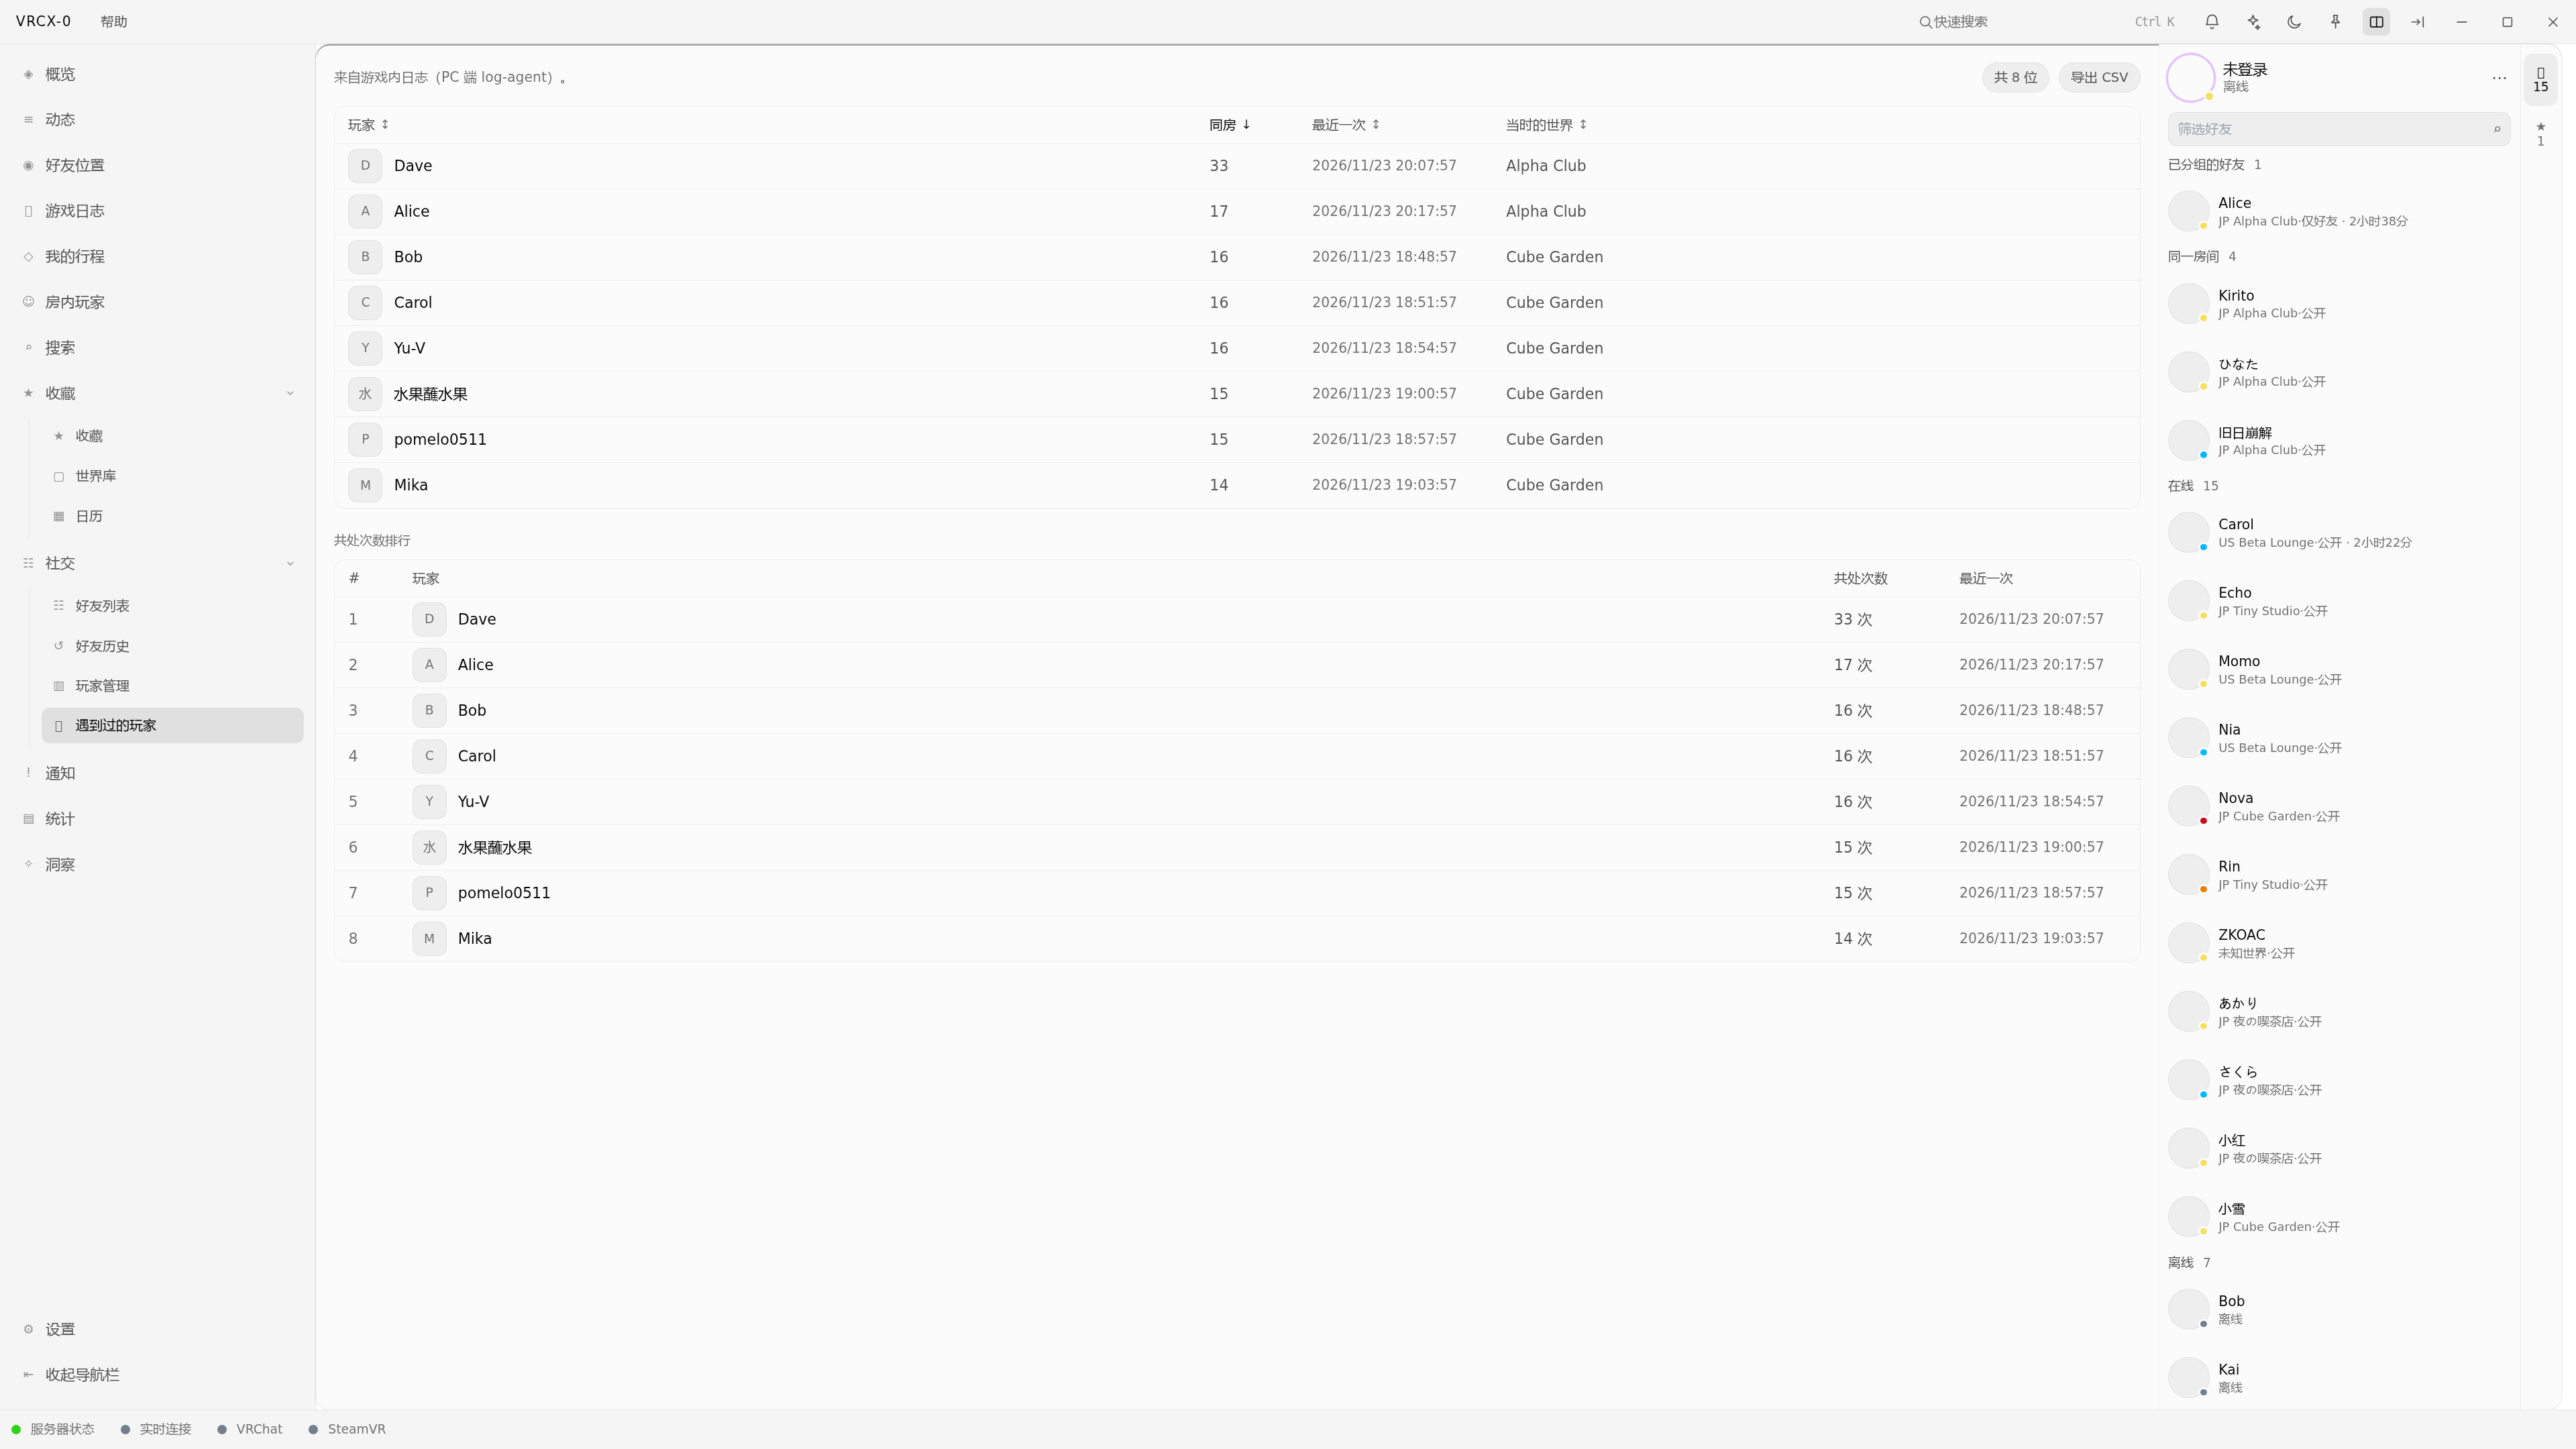 VRCX-0 帮助 快速搜索 Ctrl K
概览
动态
好友位置
游戏日志
我的行程
房内玩家
搜索
收藏
收藏
世界库
日历
社交
好友列表
好友历史
玩家管理
遇到过的玩家
通知
统计
洞察
设置
收起导航栏
来自游戏内日志（PC 端 log-agent）。 共 8 位 导出 CSV
玩家 ↕ 同房 ↓ 最近一次 ↕ 当时的世界 ↕
D Dave 33 2026/11/23 20:07:57 Alpha Club
A Alice 17 2026/11/23 20:17:57 Alpha Club
B Bob 16 2026/11/23 18:48:57 Cube Garden
C Carol 16 2026/11/23 18:51:57 Cube Garden
Y Yu-V 16 2026/11/23 18:54:57 Cube Garden
水 水果蘸水果 15 2026/11/23 19:00:57 Cube Garden
P pomelo0511 15 2026/11/23 18:57:57 Cube Garden
M Mika 14 2026/11/23 19:03:57 Cube Garden
共处次数排行
# 玩家 共处次数 最近一次
1 D Dave 33 次 2026/11/23 20:07:57
2 A Alice 17 次 2026/11/23 20:17:57
3 B Bob 16 次 2026/11/23 18:48:57
4 C Carol 16 次 2026/11/23 18:51:57
5 Y Yu-V 16 次 2026/11/23 18:54:57
6 水 水果蘸水果 15 次 2026/11/23 19:00:57
7 P pomelo0511 15 次 2026/11/23 18:57:57
8 M Mika 14 次 2026/11/23 19:03:57
未登录 ⋯
离线
15
★
1
筛选好友
已分组的好友 1
Alice
JP Alpha Club·仅好友 · 2小时38分
同一房间 4
Kirito
JP Alpha Club·公开
ひなた
JP Alpha Club·公开
旧日崩解
JP Alpha Club·公开
在线 15
Carol
US Beta Lounge·公开 · 2小时22分
Echo
JP Tiny Studio·公开
Momo
US Beta Lounge·公开
Nia
US Beta Lounge·公开
Nova
JP Cube Garden·公开
Rin
JP Tiny Studio·公开
ZKOAC
未知世界·公开
あかり
JP 夜の喫茶店·公开
さくら
JP 夜の喫茶店·公开
小红
JP 夜の喫茶店·公开
小雪
JP Cube Garden·公开
离线 7
Bob
离线
Kai
离线
服务器状态 实时连接 VRChat SteamVR